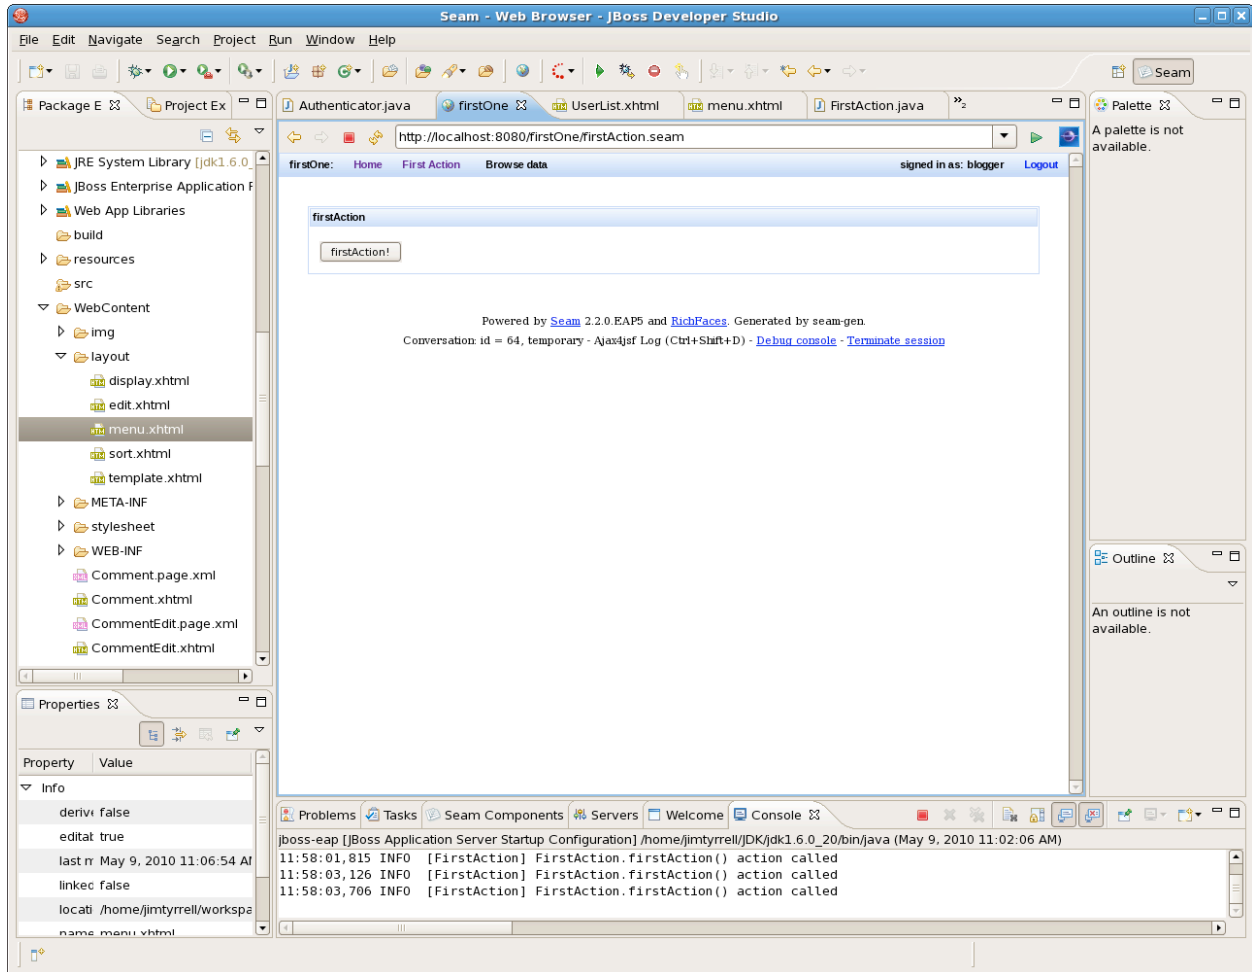 Seam - Web Browser - JBoss Developer Studio
File Edit Navigate Search Project Run Window Help
Seam
Package E Project Ex
JRE System Library [jdk1.6.0_
JBoss Enterprise Application
Web App Libraries
build
resources
src
WebContent
img
layout
display.xhtml
edit.xhtml
menu.xhtml
sort.xhtml
template.xhtml
META-INF
stylesheet
WEB-INF
Comment.page.xml
Comment.xhtml
CommentEdit.page.xml
CommentEdit.xhtml
Authenticator.java firstOne UserList.xhtml menu.xhtml FirstAction.java »2
http://localhost:8080/firstOne/firstAction.seam
firstOne: Home First Action Browse data signed in as: blogger Logout
firstAction
firstAction!
Powered by Seam 2.2.0.EAP5 and RichFaces. Generated by seam-gen.
Conversation: id = 64, temporary - Ajax4jsf Log (Ctrl+Shift+D) - Debug console - Terminate session
Palette
A palette is not
available.
Outline
An outline is not
available.
Properties
Property Value
Info
derive false
editab true
last m May 9, 2010 11:06:54 AM
linked false
locati /home/jimtyrrell/workspa
name menu.xhtml
Problems Tasks Seam Components Servers Welcome Console
jboss-eap [JBoss Application Server Startup Configuration] /home/jimtyrrell/JDK/jdk1.6.0_20/bin/java (May 9, 2010 11:02:06 AM)
11:58:01,815 INFO [FirstAction] FirstAction.firstAction() action called
11:58:03,126 INFO [FirstAction] FirstAction.firstAction() action called
11:58:03,706 INFO [FirstAction] FirstAction.firstAction() action called